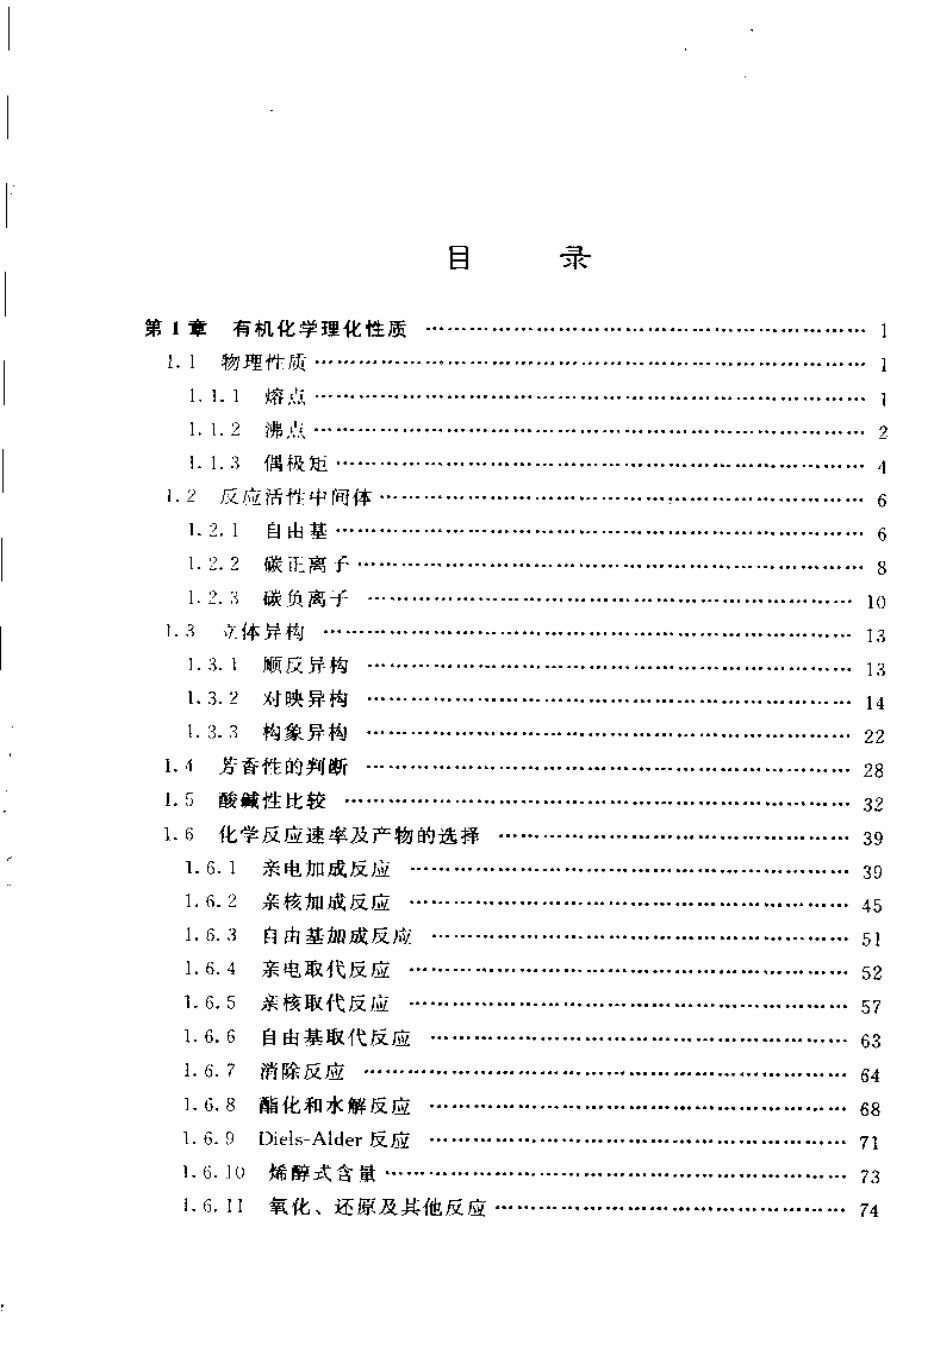 目 录
第 1 章 有机化学理化性质 …… 1
1.1 物理性质 …… 1
1.1.1 熔点 …… 1
1.1.2 沸点 …… 2
1.1.3 偶极矩 …… 4
1.2 反应活性中间体 …… 6
1.2.1 自由基 …… 6
1.2.2 碳正离子 …… 8
1.2.3 碳负离子 …… 10
1.3 立体异构 …… 13
1.3.1 顺反异构 …… 13
1.3.2 对映异构 …… 14
1.3.3 构象异构 …… 22
1.4 芳香性的判断 …… 28
1.5 酸碱性比较 …… 32
1.6 化学反应速率及产物的选择 …… 39
1.6.1 亲电加成反应 …… 39
1.6.2 亲核加成反应 …… 45
1.6.3 自由基加成反应 …… 51
1.6.4 亲电取代反应 …… 52
1.6.5 亲核取代反应 …… 57
1.6.6 自由基取代反应 …… 63
1.6.7 消除反应 …… 64
1.6.8 酯化和水解反应 …… 68
1.6.9 Diels-Alder 反应 …… 71
1.6.10 烯醇式含量 …… 73
1.6.11 氧化、还原及其他反应 …… 74